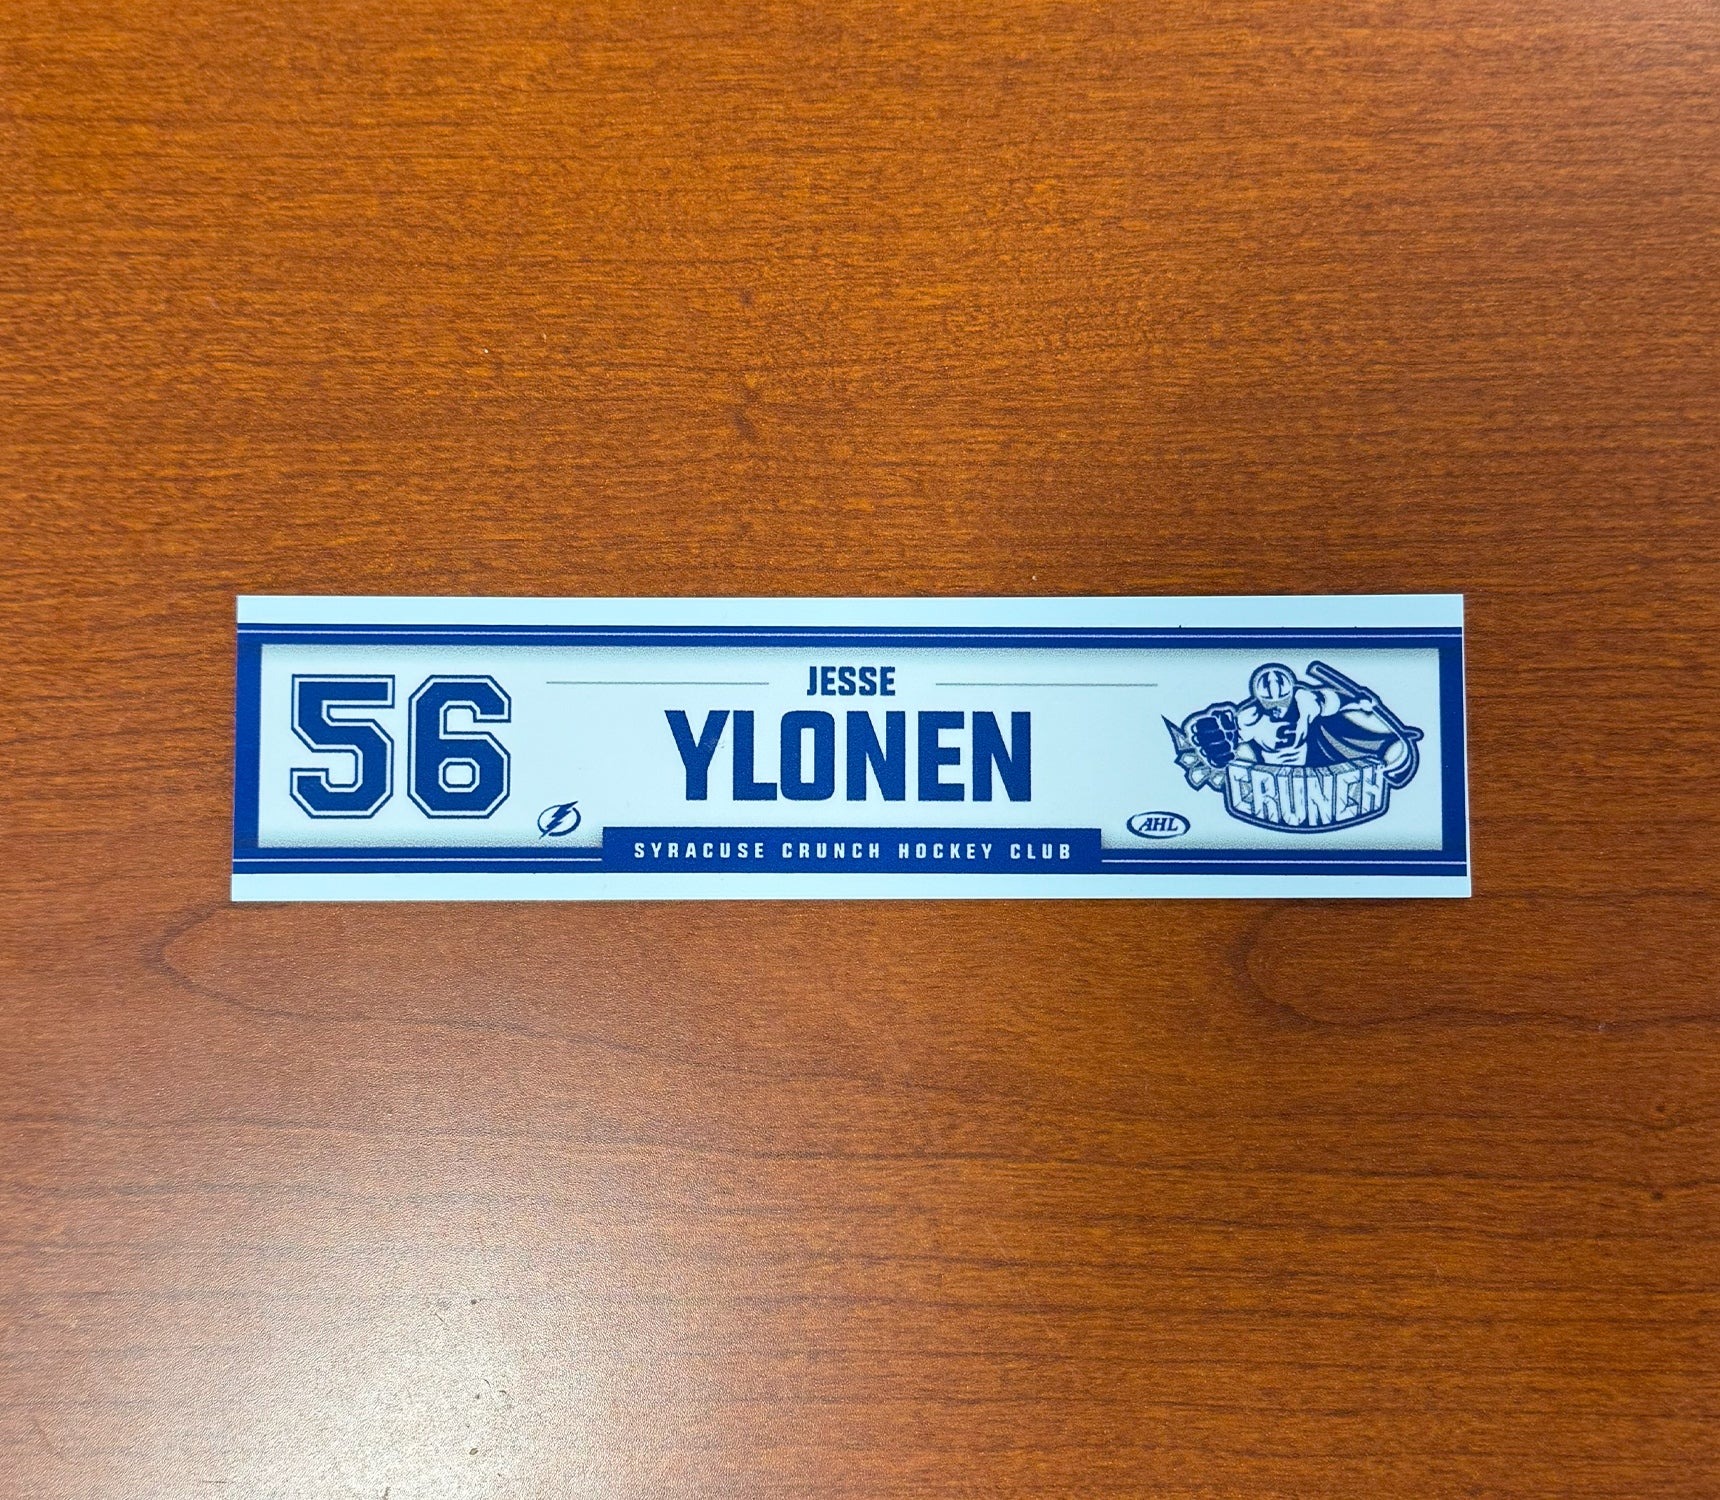 56
JESSE
YLONEN
S
CRUNCH
AHL
SYRACUSE CRUNCH HOCKEY CLUB